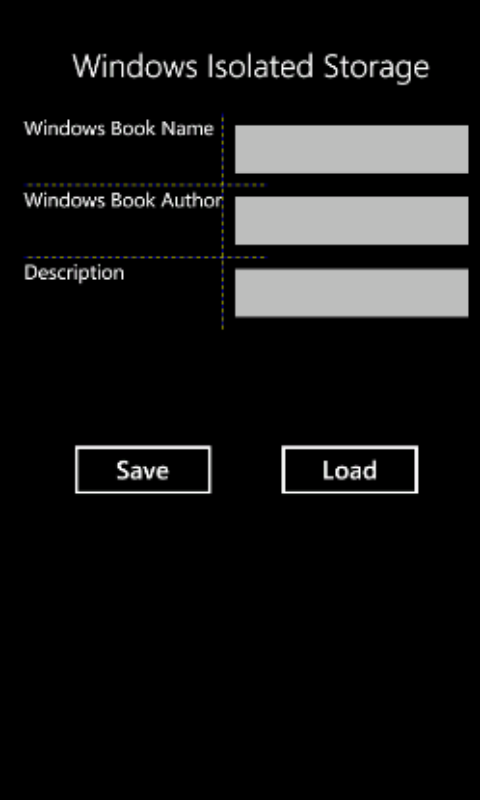 Windows Isolated Storage
Windows Book Name
Windows Book Author
Description
Save
Load